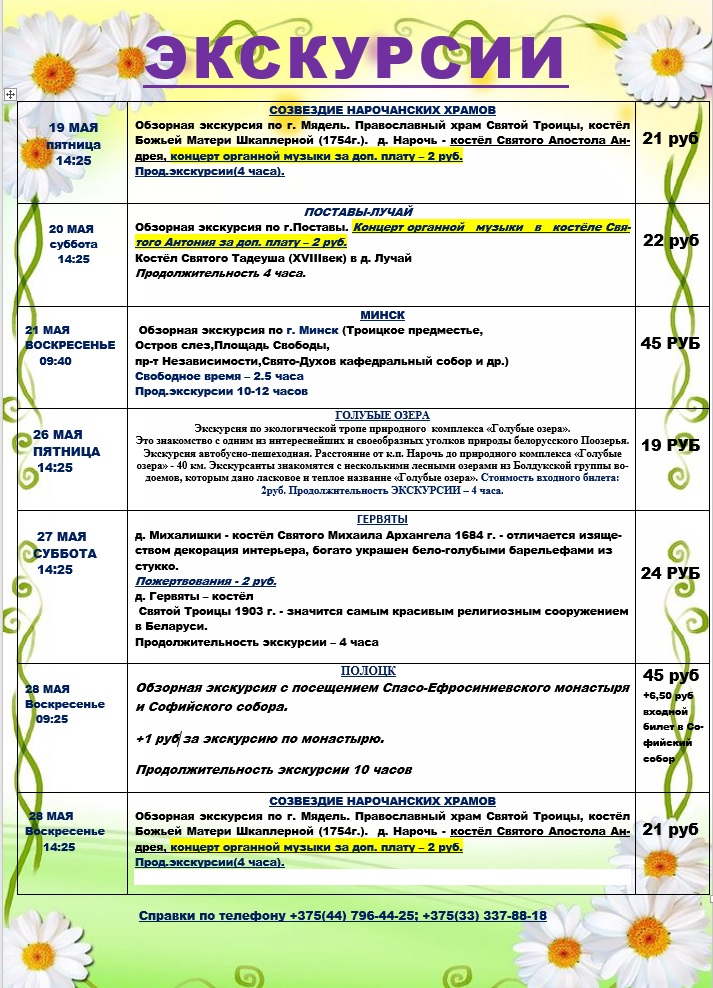 ЭКСКУРСИИ
19 МАЯ
пятница
14:25
СОЗВЕЗДИЕ НАРОЧАНСКИХ ХРАМОВ
Обзорная экскурсия по г. Мядель. Православный храм Святой Троицы, костёл
Божьей Матери Шкаплерной (1754г.). д. Нарочь - костёл Святого Апостола Ан-
дрея, концерт органной музыки за доп. плату – 2 руб.
Прод.экскурсии(4 часа).
21 руб
20 МАЯ
суббота
14:25
ПОСТАВЫ-ЛУЧАЙ
Обзорная экскурсия по г.Поставы. Концерт органной музыки в костёле Свя-
того Антония за доп. плату – 2 руб.
Костёл Святого Тадеуша (XVIIIвек) в д. Лучай
Продолжительность 4 часа.
22 руб
21 МАЯ
ВОСКРЕСЕНЬЕ
09:40
МИНСК
Обзорная экскурсия по г. Минск (Троицкое предместье,
Остров слез,Площадь Свободы,
пр-т Независимости,Свято-Духов кафедральный собор и др.)
Свободное время – 2.5 часа
Прод.экскурсии 10-12 часов
45 РУБ
26 МАЯ
ПЯТНИЦА
14:25
ГОЛУБЫЕ ОЗЕРА
Экскурсия по экологической тропе природного комплекса «Голубые озера».
Это знакомство с одним из интереснейших и своеобразных уголков природы белорусского Поозерья.
Экскурсия автобусно-пешеходная. Расстояние от к.п. Нарочь до природного комплекса «Голубые
озера» - 40 км. Экскурсанты знакомятся с несколькими лесными озерами из Болдукской группы во-
доемов, которым дано ласковое и теплое название «Голубые озера». Стоимость входного билета:
2руб. Продолжительность ЭКСКУРСИИ – 4 часа.
19 РУБ
27 МАЯ
СУББОТА
14:25
ГЕРВЯТЫ
д. Михалишки - костёл Святого Михаила Архангела 1684 г. - отличается изяще-
ством декорация интерьера, богато украшен бело-голубыми барельефами из
стукко.
Пожертвования - 2 руб.
д. Гервяты – костёл
Святой Троицы 1903 г. - значится самым красивым религиозным сооружением
в Беларуси.
Продолжительность экскурсии – 4 часа
24 РУБ
28 МАЯ
Воскресенье
09:25
ПОЛОЦК
Обзорная экскурсия с посещением Спасо-Ефросиниевского монастыря
и Софийского собора.
+1 руб за экскурсию по монастырю.
Продолжительность экскурсии 10 часов
45 руб
+6,50 руб
входной
билет в Со-
фийский
собор
28 МАЯ
Воскресенье
14:25
СОЗВЕЗДИЕ НАРОЧАНСКИХ ХРАМОВ
Обзорная экскурсия по г. Мядель. Православный храм Святой Троицы, костёл
Божьей Матери Шкаплерной (1754г.). д. Нарочь - костёл Святого Апостола Ан-
дрея, концерт органной музыки за доп. плату – 2 руб.
Прод.экскурсии(4 часа).
21 руб
Справки по телефону +375(44) 796-44-25; +375(33) 337-88-18